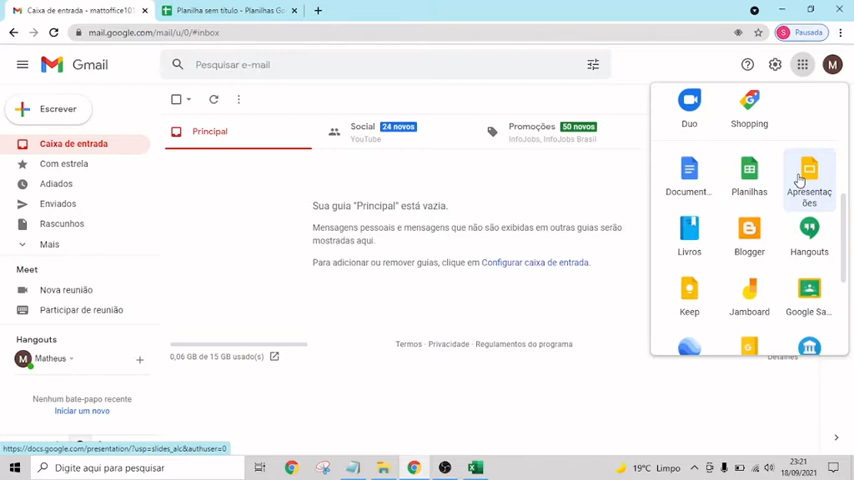 Caixa de entrada - mattoffice101
Planilha sem título - Planilhas Go
mail.google.com/mail/u/0/#inbox
Pausada
Gmail
Pesquisar e-mail
Escrever
Caixa de entrada
Com estrela
Adiados
Enviados
Rascunhos
Mais
Meet
Nova reunião
Participar de reunião
Hangouts
Matheus
Nenhum bate-papo recente
Iniciar um novo
Principal
Social 24 novos
YouTube
Promoções 50 novos
InfoJobs, InfoJobs Brasil
Sua guia "Principal" está vazia.
Mensagens pessoais e mensagens que não são exibidas em outras guias serão
mostradas aqui.
Para adicionar ou remover guias, clique em Configurar caixa de entrada.
0,06 GB de 15 GB usado(s)
Termos · Privacidade · Regulamentos do programa
Detalhes
Duo
Shopping
Document...
Planilhas
Apresentaç
ões
Livros
Blogger
Hangouts
Keep
Jamboard
Google Sa...
https://docs.google.com/presentation/?usp=slides_alc&authuser=0
Digite aqui para pesquisar
19°C Limpo
23:21
18/09/2021